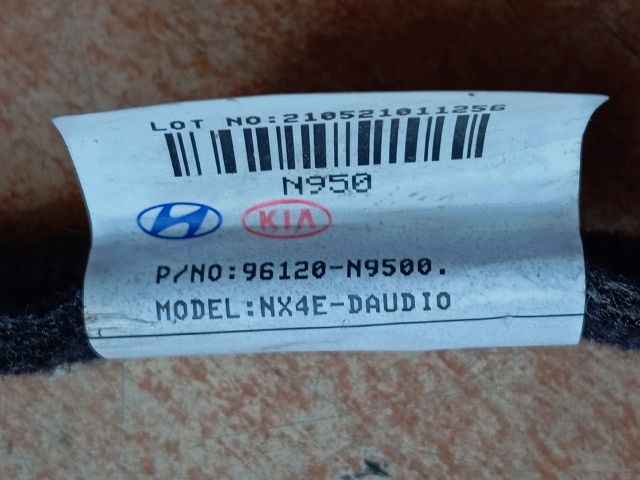 LOT NO:210521011256
N950
KIA
P/NO:96120-N9500.
MODEL:NX4E-DAUDIO